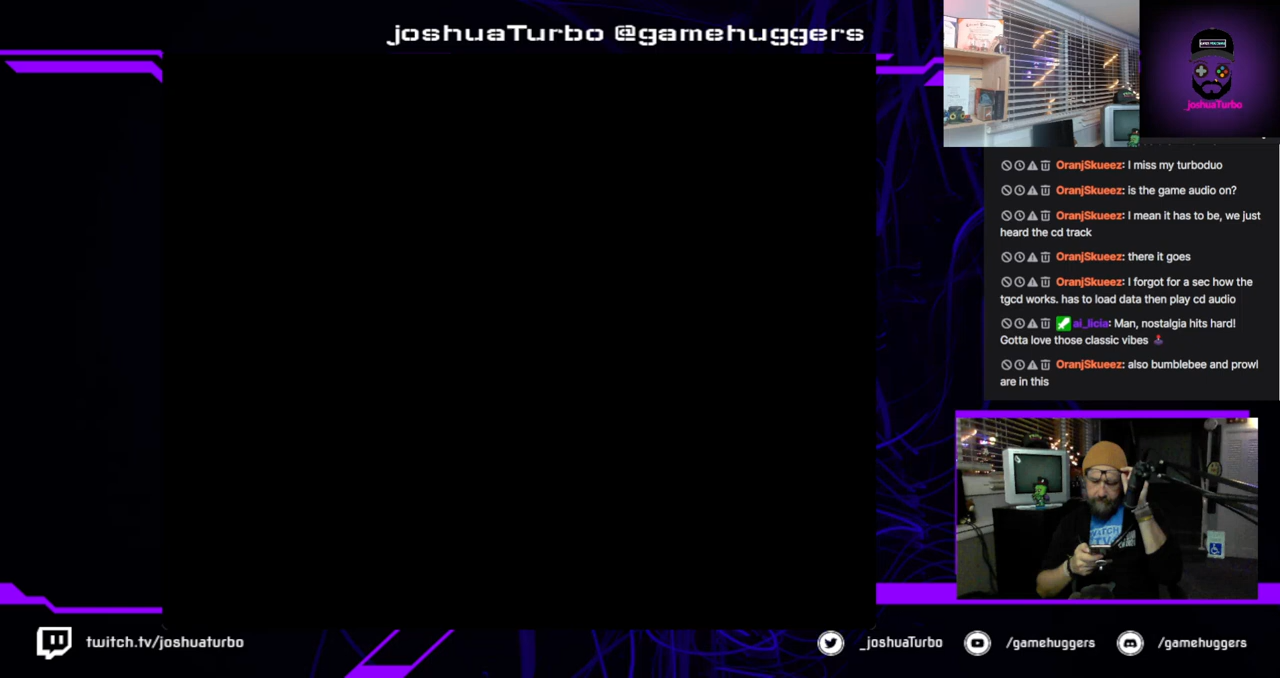 joshuaTurbo @gamehuggers
_joshuaTurbo
OranjSkueez: I miss my turboduo
OranjSkueez: is the game audio on?
OranjSkueez: I mean it has to be, we just
heard the cd track
OranjSkueez: there it goes
OranjSkueez: I forgot for a sec how the
tgcd works. has to load data then play cd audio
ai_licia: Man, nostalgia hits hard!
Gotta love those classic vibes
OranjSkueez: also bumblebee and prowl
are in this
twitch.tv/joshuaturbo
_joshuaTurbo
/gamehuggers
/gamehuggers